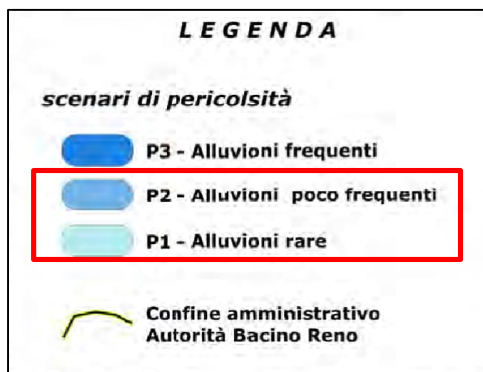 LEGENDA
scenari di pericolsità
P3 - Alluvioni frequenti
P2 - Alluvioni poco frequenti
P1 - Alluvioni rare
Confine amministrativo
Autorità Bacino Reno